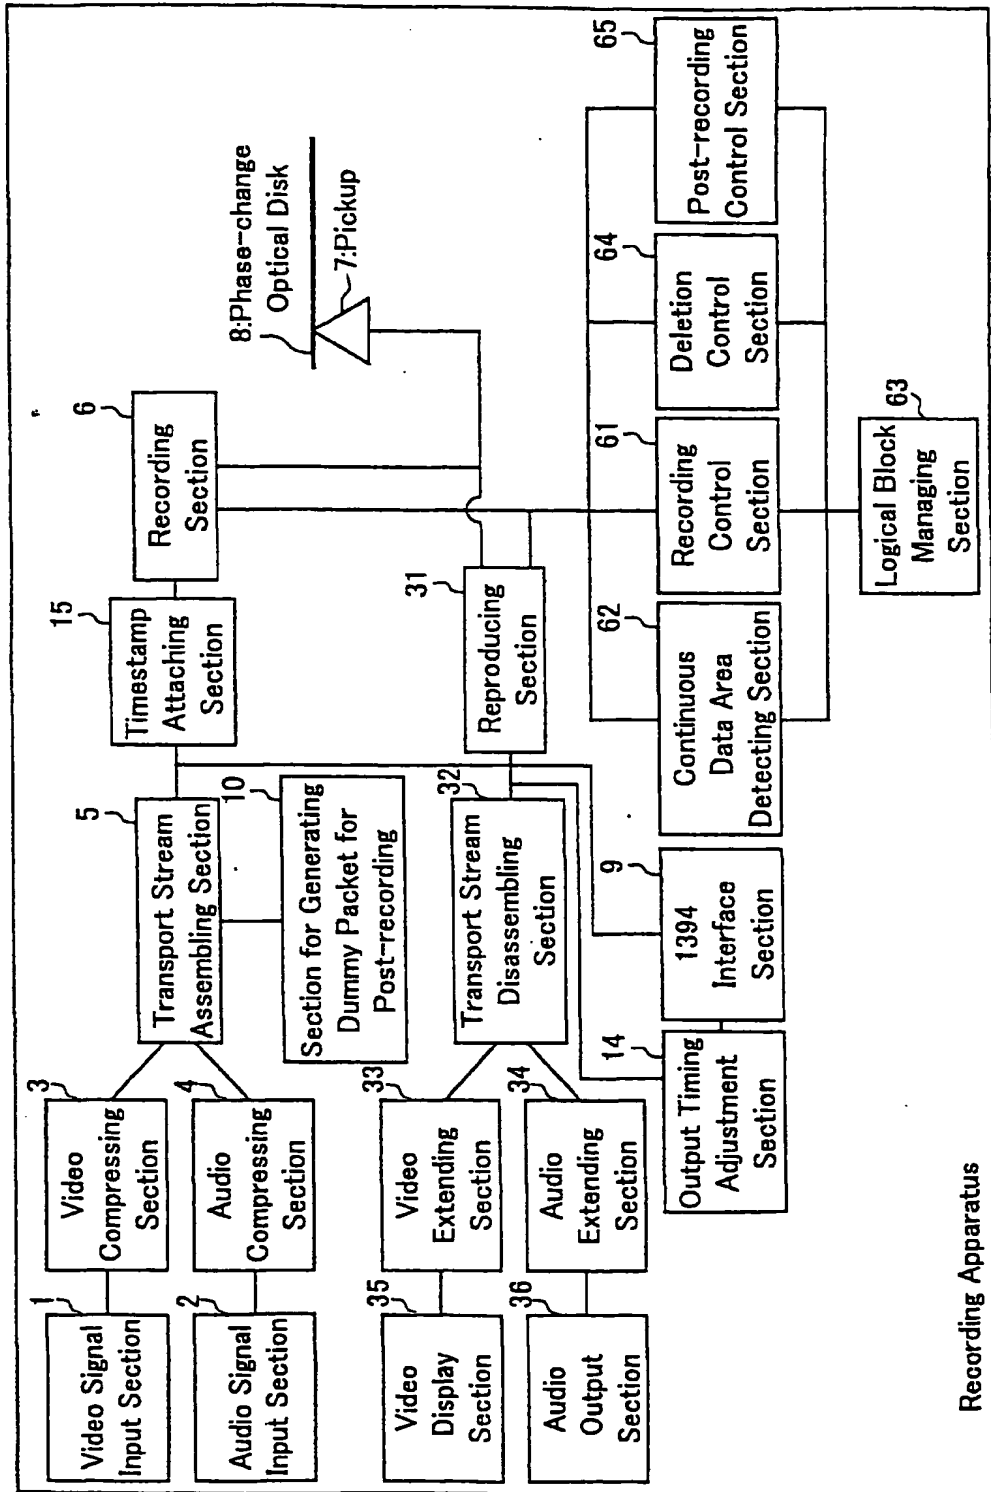 1
Video Signal
Input Section
3
Video
Compressing
Section
5
Transport Stream
Assembling Section
15
Timestamp
Attaching
Section
6
Recording
Section
8:Phase-change
Optical Disk
7:Pickup
2
Audio Signal
Input Section
4
Audio
Compressing
Section
10
Section for Generating
Dummy Packet for
Post-recording
35
Video
Display
Section
33
Video
Extending
Section
32
Transport Stream
Disassembling
Section
31
Reproducing
Section
36
Audio
Output
Section
34
Audio
Extending
Section
14
Output Timing
Adjustment
Section
9
1394
Interface
Section
62
Continuous
Data Area
Detecting Section
61
Recording
Control
Section
64
Deletion
Control
Section
65
Post-recording
Control Section
63
Logical Block
Managing
Section
Recording Apparatus